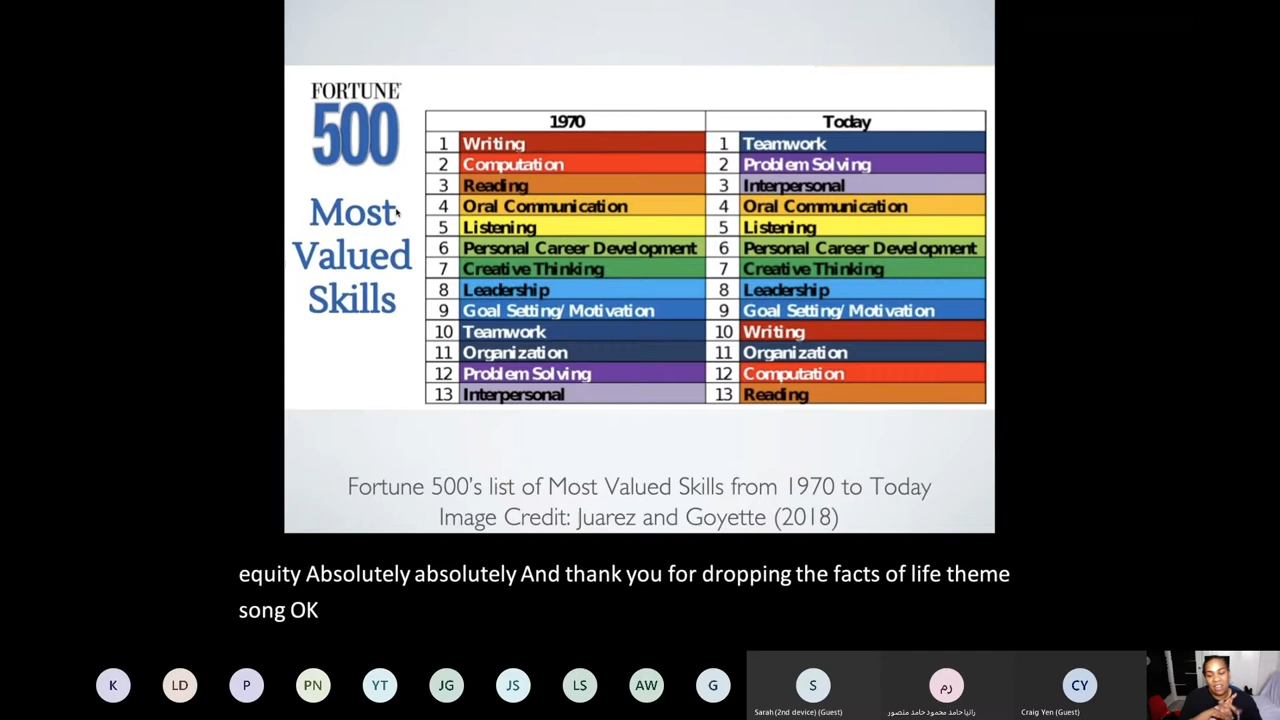 FORTUNE
500
Most
Valued
Skills
1970 Today
1 Writing 1 Teamwork
2 Computation 2 Problem Solving
3 Reading 3 Interpersonal
4 Oral Communication 4 Oral Communication
5 Listening 5 Listening
6 Personal Career Development 6 Personal Career Development
7 Creative Thinking 7 Creative Thinking
8 Leadership 8 Leadership
9 Goal Setting/ Motivation 9 Goal Setting/ Motivation
10 Teamwork 10 Writing
11 Organization 11 Organization
12 Problem Solving 12 Computation
13 Interpersonal 13 Reading
Fortune 500's list of Most Valued Skills from 1970 to Today
Image Credit: Juarez and Goyette (2018)
equity Absolutely absolutely And thank you for dropping the facts of life theme
song OK
K LD P PN YT JG JS LS AW G S رم CY
Sarah (2nd device) (Guest) رانيا حامد محمود حامد منصور Craig Yen (Guest)